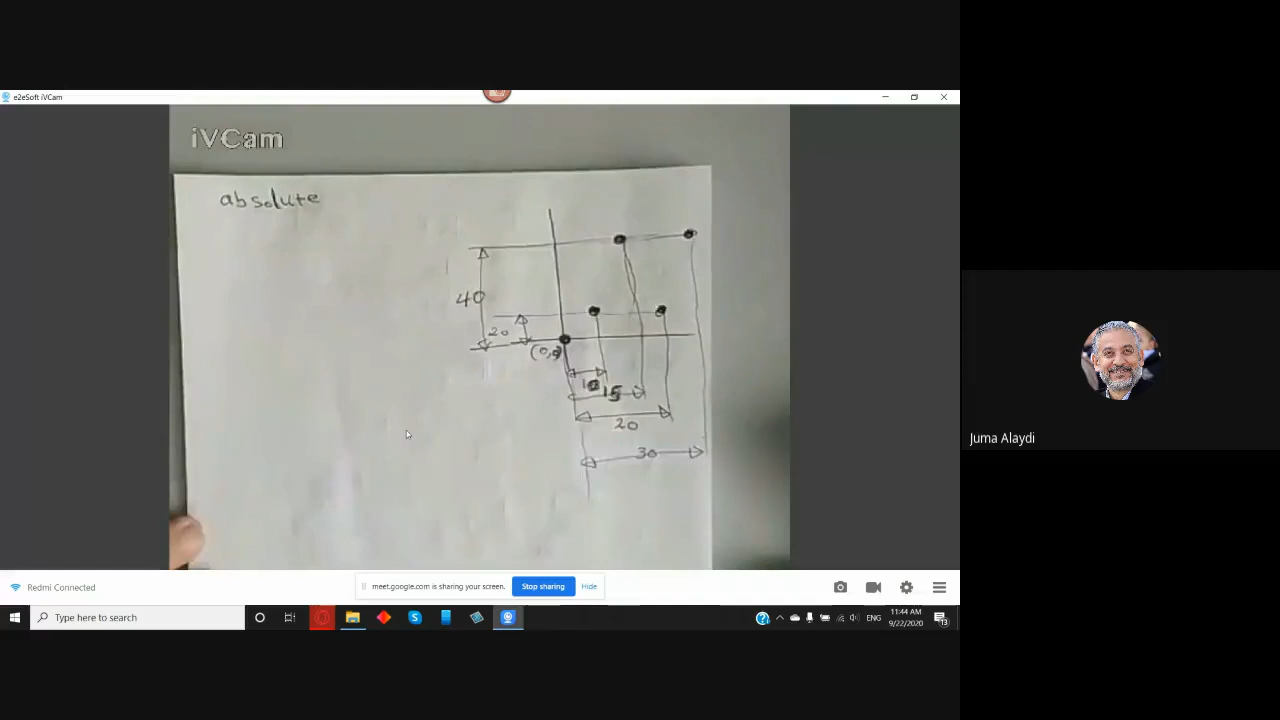 e2eSoft iVCam
iVCam
absolute
40
20
(0,0)
10
15
20
30
Juma Alaydi
Redmi Connected
meet.google.com is sharing your screen.
Stop sharing
Hide
Type here to search
ENG
11:44 AM
9/22/2020
13